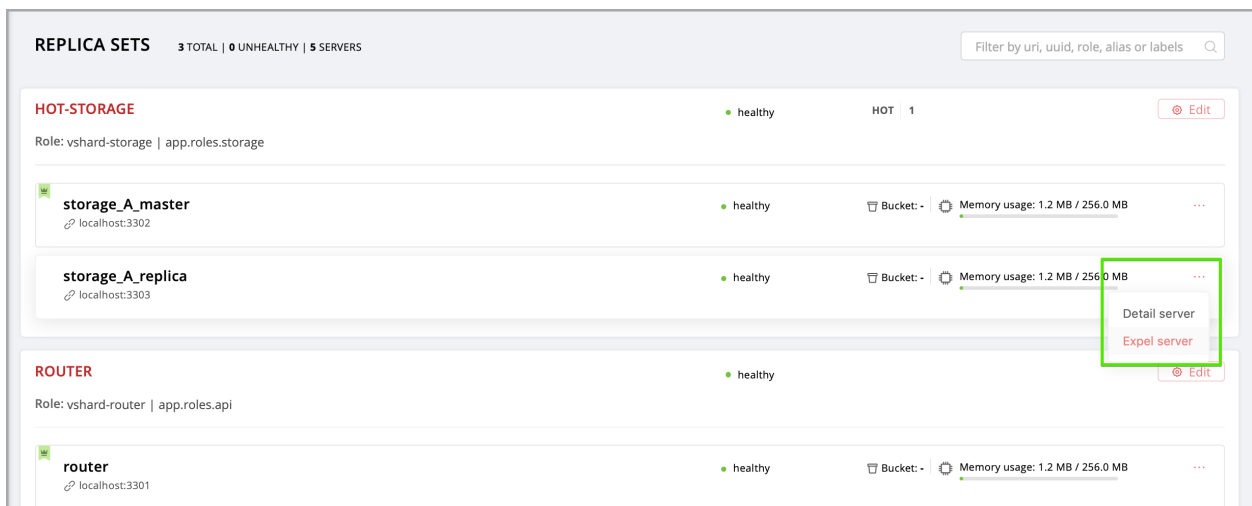 REPLICA SETS 3 TOTAL | 0 UNHEALTHY | 5 SERVERS Filter by uri, uuid, role, alias or labels
HOT-STORAGE healthy HOT 1 Edit
Role: vshard-storage | app.roles.storage
storage_A_master healthy Bucket: - Memory usage: 1.2 MB / 256.0 MB ...
localhost:3302
storage_A_replica healthy Bucket: - Memory usage: 1.2 MB / 256.0 MB ...
localhost:3303
Detail server
Expel server
ROUTER healthy Edit
Role: vshard-router | app.roles.api
router healthy Bucket: - Memory usage: 1.2 MB / 256.0 MB ...
localhost:3301